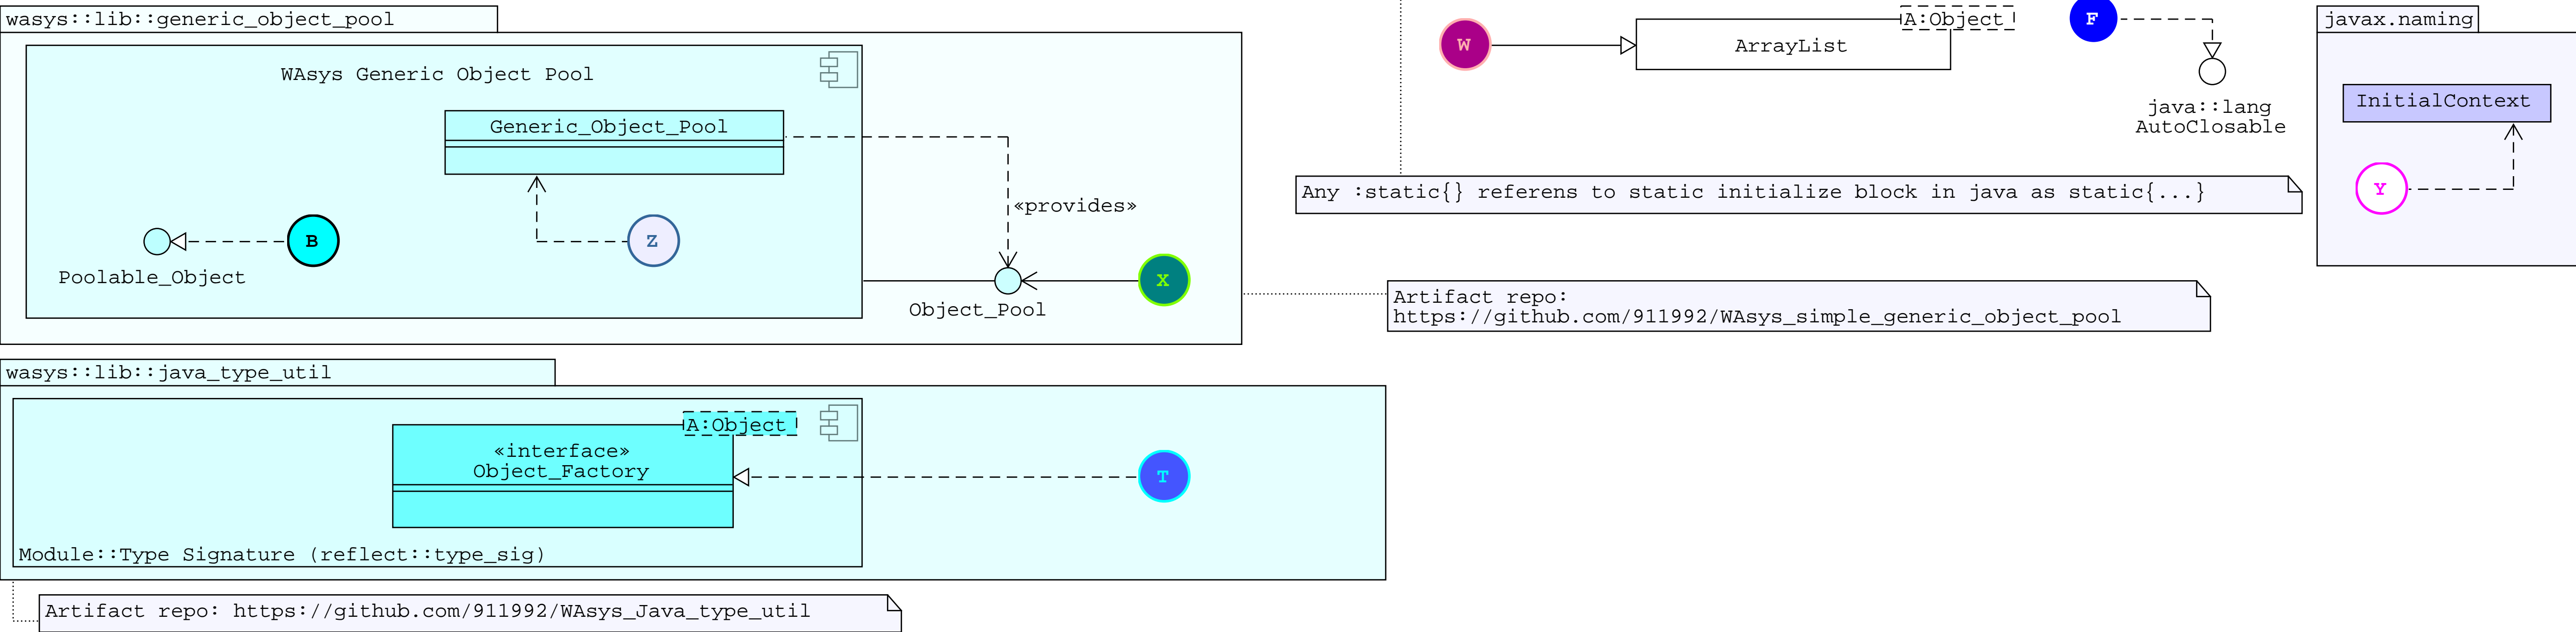 wasys::lib::generic_object_pool
WAsys Generic Object Pool
Generic_Object_Pool
«provides»
B
Z
Poolable_Object
X
Object_Pool
W
A:Object
ArrayList
F
java::lang
AutoClosable
javax.naming
InitialContext
Y
Any :static{} referens to static initialize block in java as static{...}
Artifact repo:
https://github.com/911992/WAsys_simple_generic_object_pool
wasys::lib::java_type_util
A:Object
«interface»
Object_Factory
T
Module::Type Signature (reflect::type_sig)
Artifact repo: https://github.com/911992/WAsys_Java_type_util